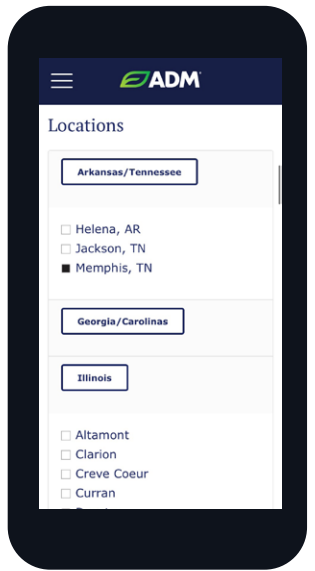 ADM
Locations
Arkansas/Tennessee
Helena, AR
Jackson, TN
Memphis, TN
Georgia/Carolinas
Illinois
Altamont
Clarion
Creve Coeur
Curran